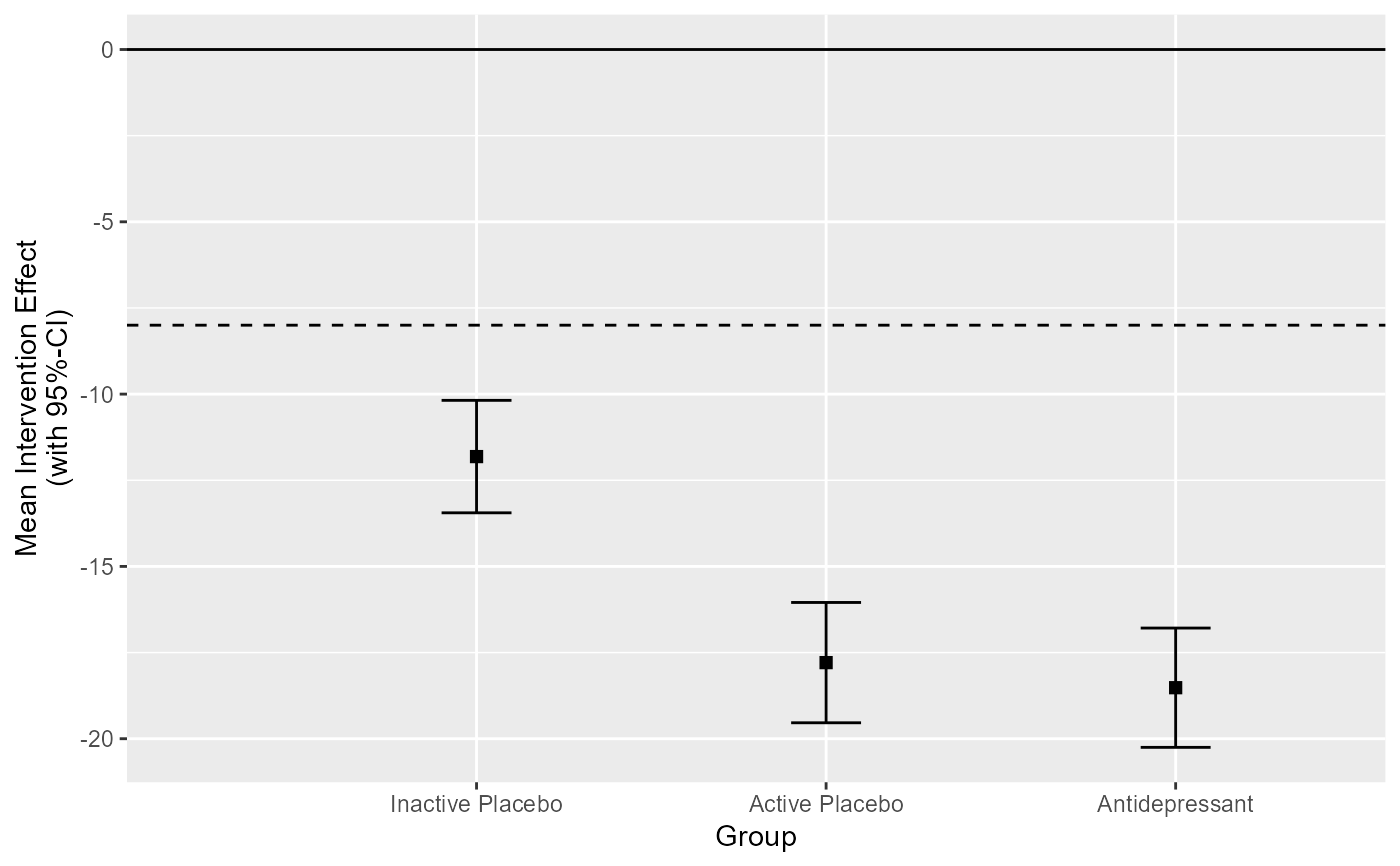 0
-5
-10
-15
-20
Mean Intervention Effect
(with 95%-CI)
Inactive Placebo
Active Placebo
Antidepressant
Group